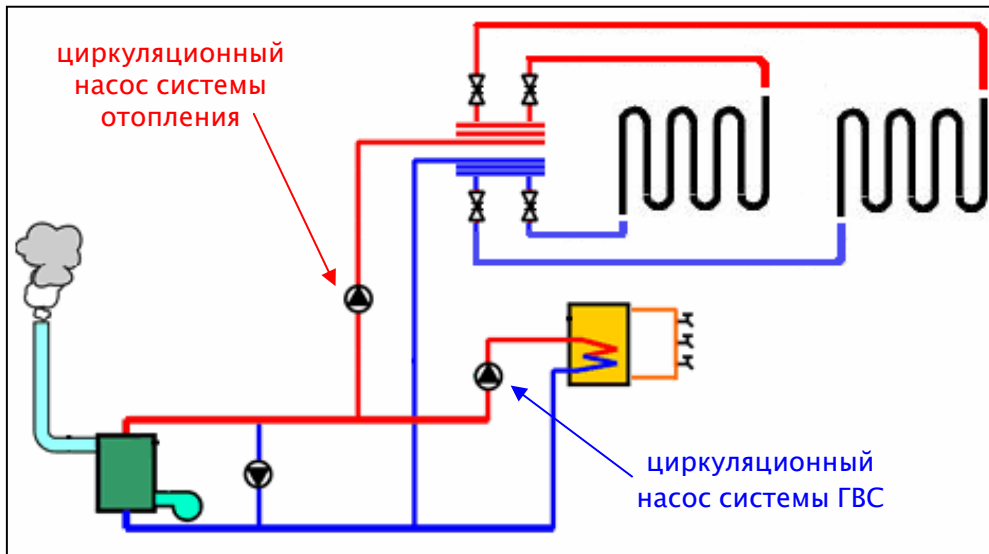 циркуляционный
насос системы
отопления
циркуляционный
насос системы ГВС